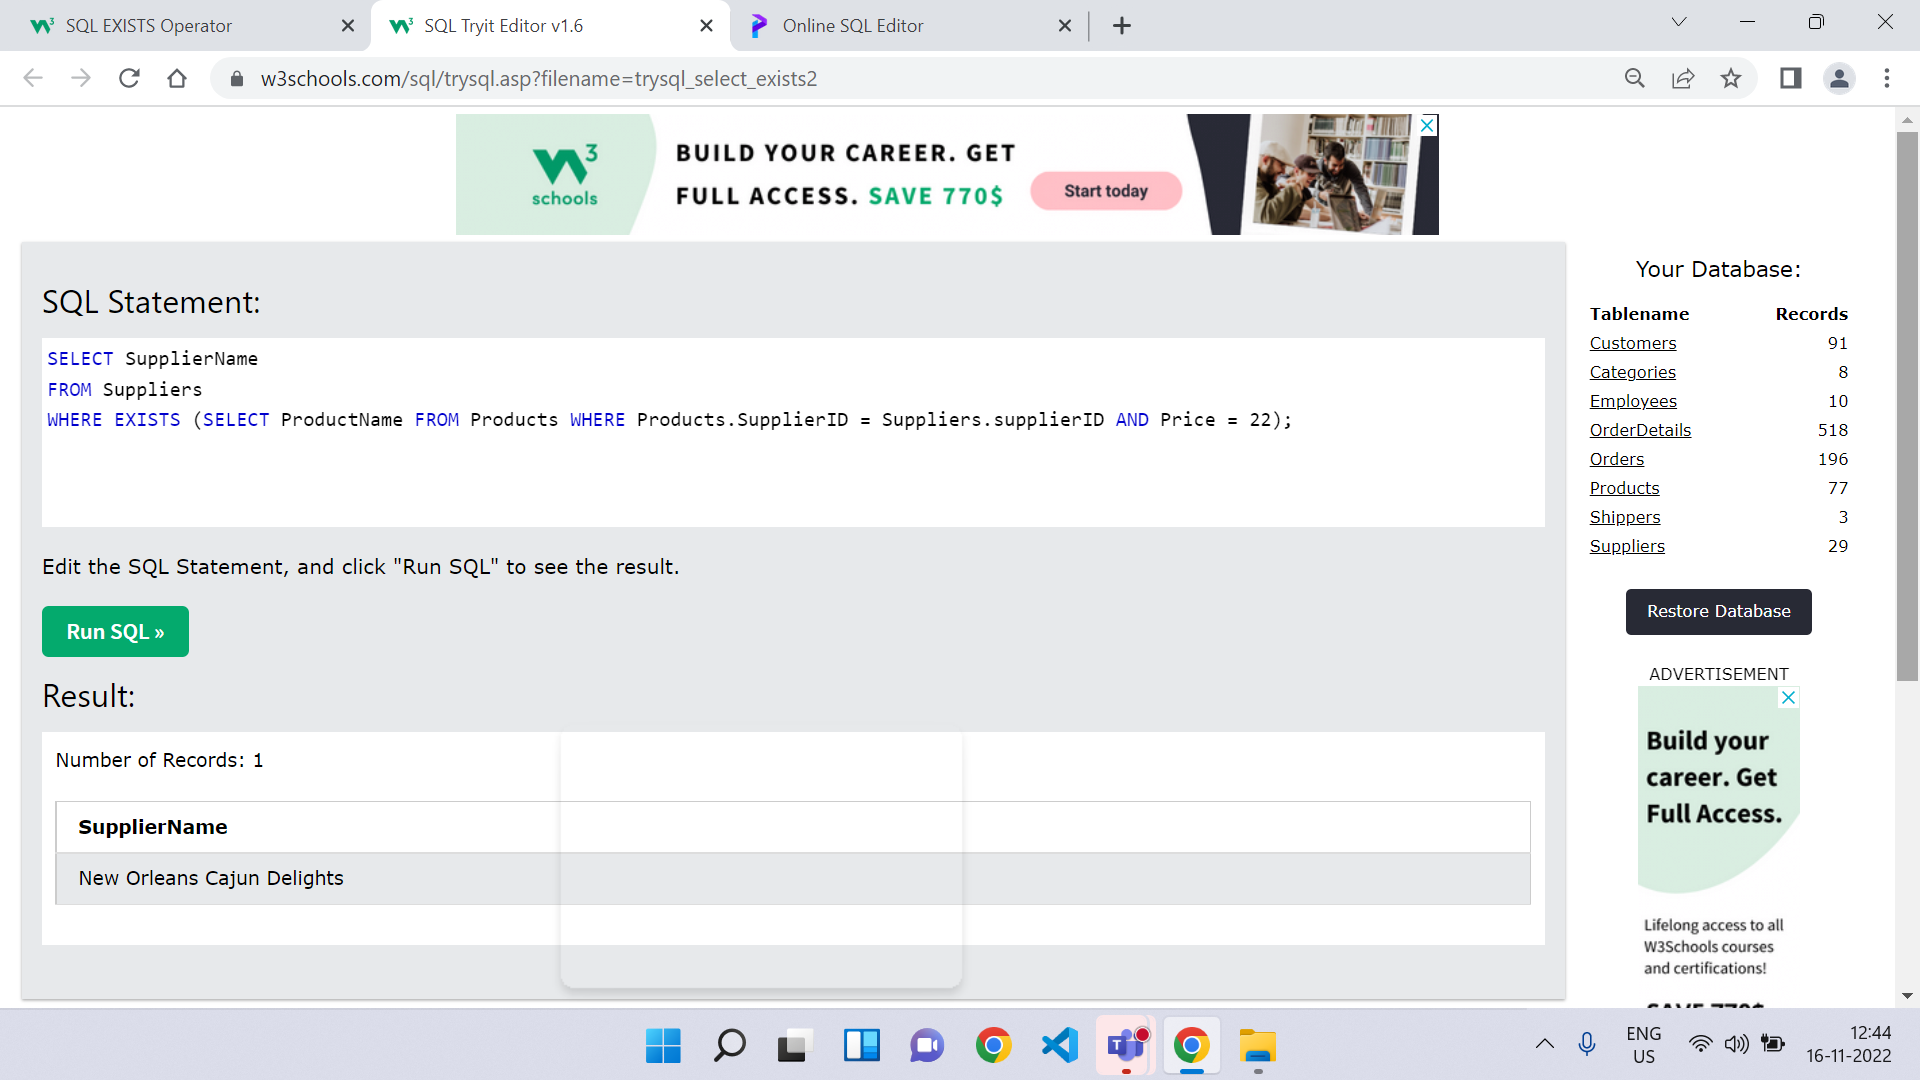 SQL EXISTS Operator
SQL Tryit Editor v1.6
Online SQL Editor
w3schools.com/sql/trysql.asp?filename=trysql_select_exists2
W3
schools
BUILD YOUR CAREER. GET
FULL ACCESS. SAVE 770$
Start today
SQL Statement:
SELECT SupplierName
FROM Suppliers
WHERE EXISTS (SELECT ProductName FROM Products WHERE Products.SupplierID = Suppliers.supplierID AND Price = 22);
Edit the SQL Statement, and click "Run SQL" to see the result.
Run SQL »
Result:
Number of Records: 1
SupplierName
New Orleans Cajun Delights
Your Database:
Tablename Records
Customers 91
Categories 8
Employees 10
OrderDetails 518
Orders 196
Products 77
Shippers 3
Suppliers 29
Restore Database
ADVERTISEMENT
Build your
career. Get
Full Access.
Lifelong access to all
W3Schools courses
and certifications!
SAVE 770$
ENG
US
12:44
16-11-2022